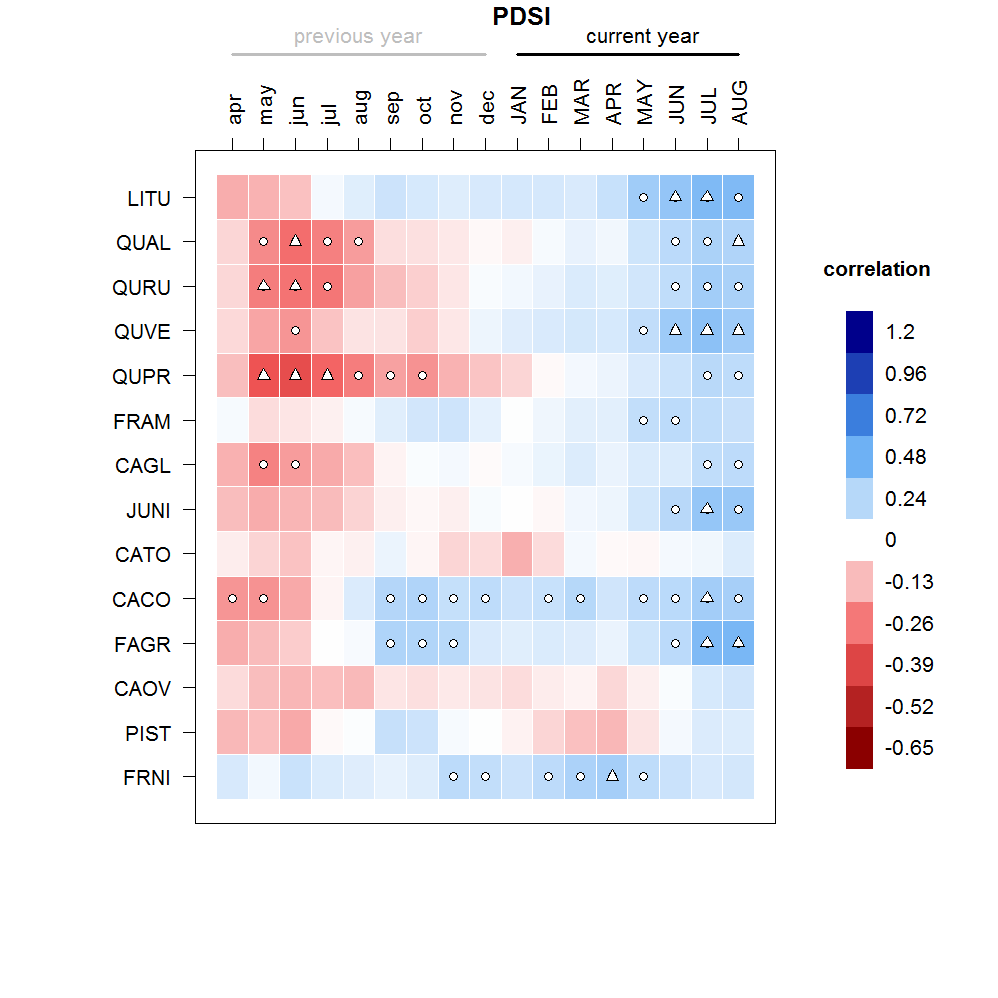 PDSI
previous year current year
apr may jun jul aug sep oct nov dec JAN FEB MAR APR MAY JUN JUL AUG
LITU
QUAL
QURU
QUVE
QUPR
FRAM
CAGL
JUNI
CATO
CACO
FAGR
CAOV
PIST
FRNI
correlation
1.2
0.96
0.72
0.48
0.24
0
-0.13
-0.26
-0.39
-0.52
-0.65